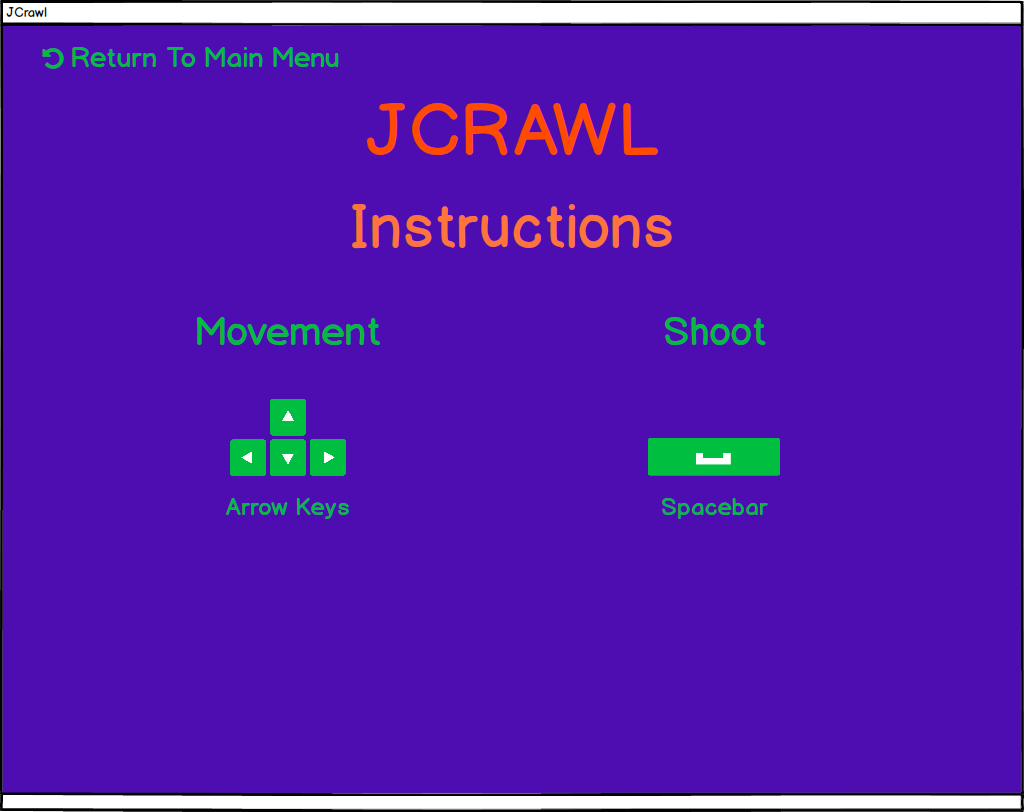 JCrawl
Return To Main Menu
JCRAWL
Instructions
Movement
Shoot
Arrow Keys
Spacebar